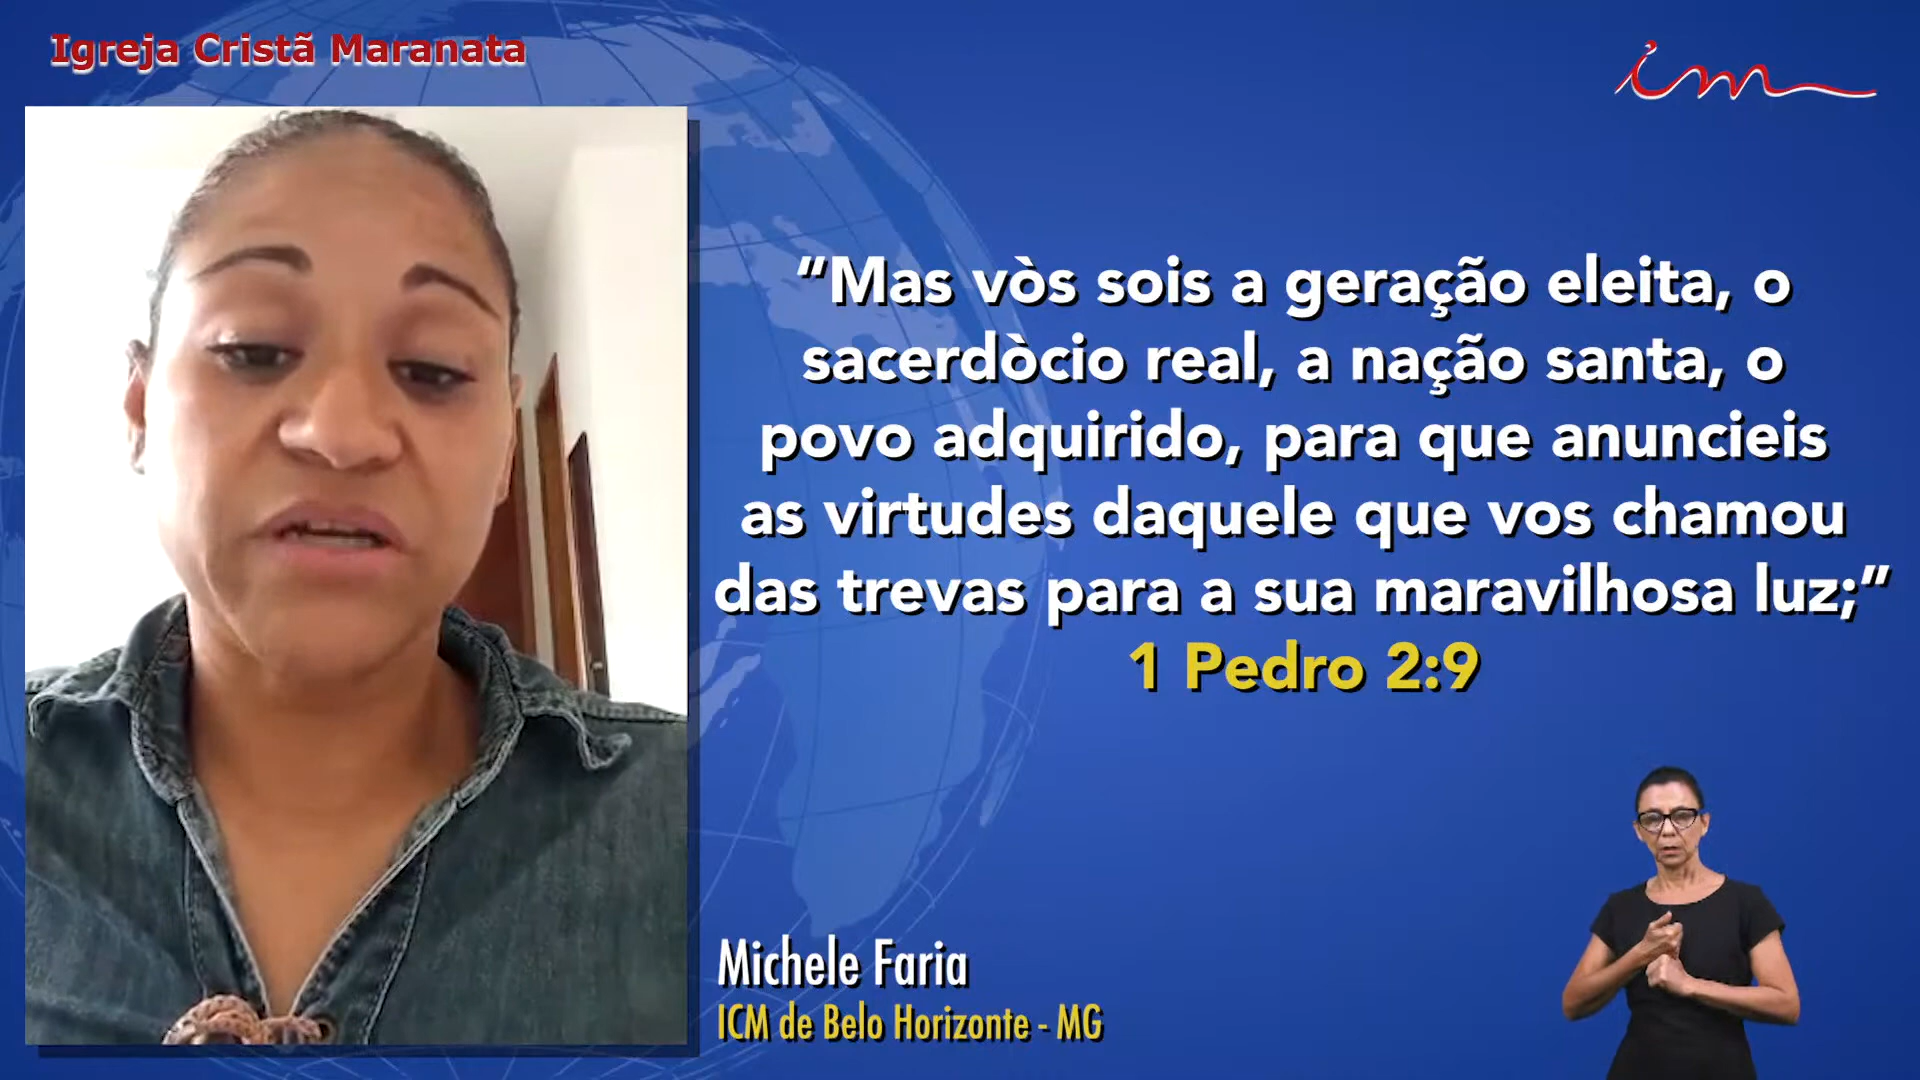 Igreja Cristã Maranata
icm
“Mas vòs sois a geração eleita, o
sacerdòcio real, a nação santa, o
povo adquirido, para que anuncieis
as virtudes daquele que vos chamou
das trevas para a sua maravilhosa luz;”
1 Pedro 2:9
Michele Faria
ICM de Belo Horizonte - MG